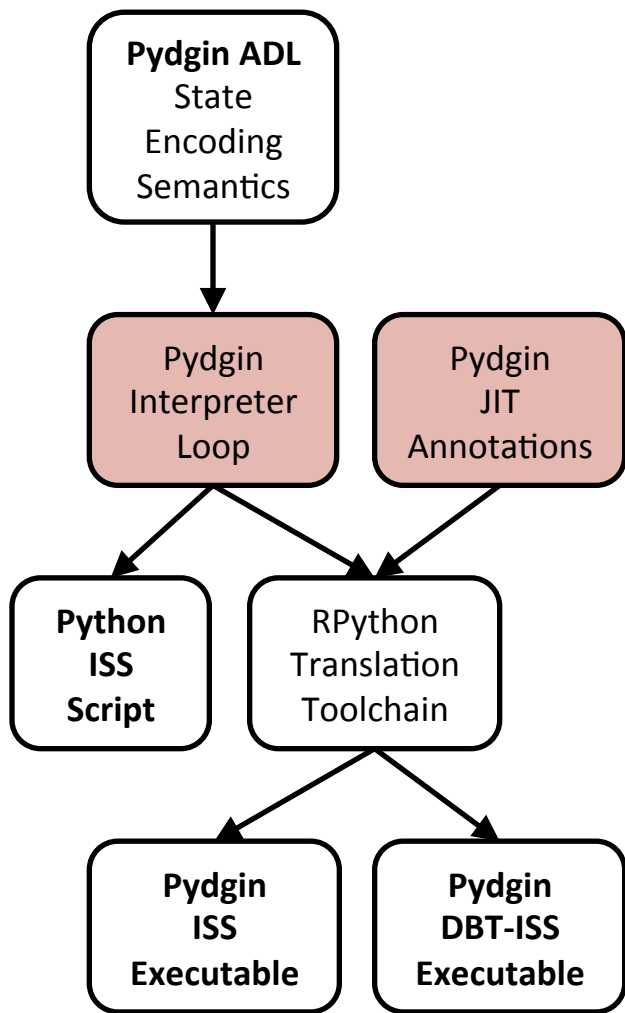 Pydgin ADL
State
Encoding
Semantics
Pydgin
Interpreter
Loop
Pydgin
JIT
Annotations
Python
ISS
Script
RPython
Translation
Toolchain
Pydgin
ISS
Executable
Pydgin
DBT-ISS
Executable